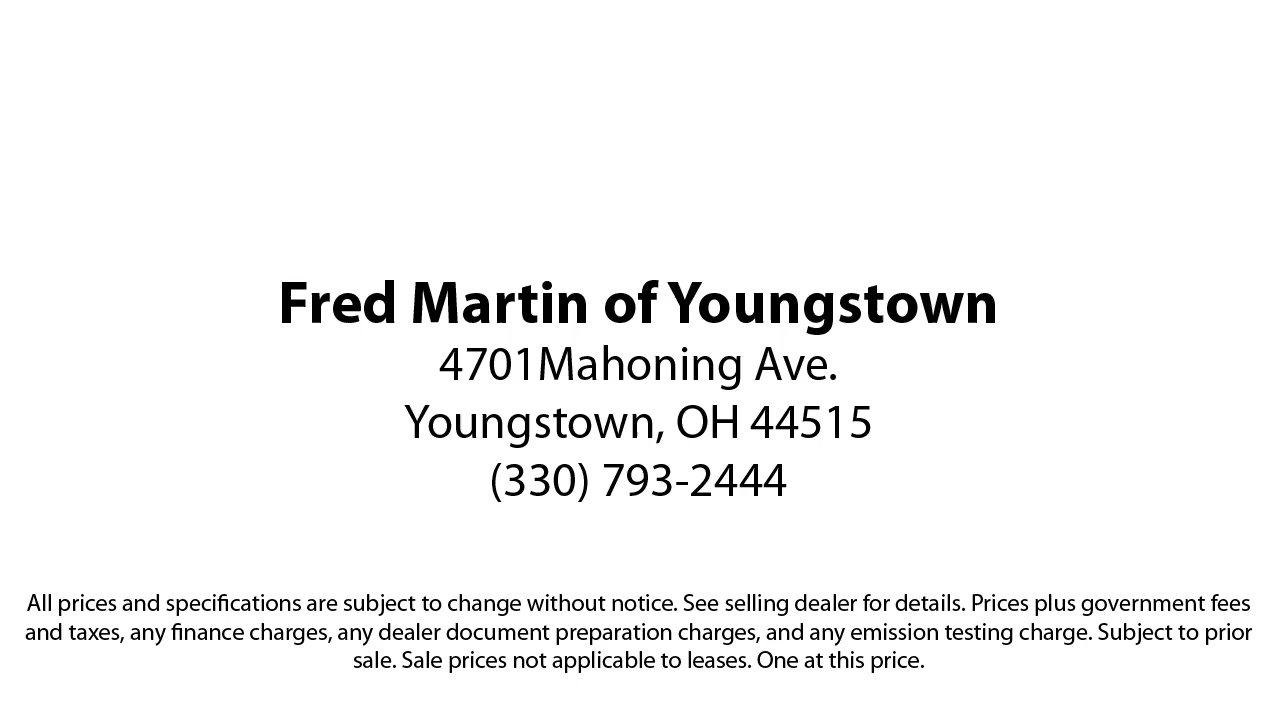 Fred Martin of Youngstown
4701Mahoning Ave.
Youngstown, OH 44515
(330) 793-2444
All prices and specifications are subject to change without notice. See selling dealer for details. Prices plus government fees
and taxes, any finance charges, any dealer document preparation charges, and any emission testing charge. Subject to prior
sale. Sale prices not applicable to leases. One at this price.